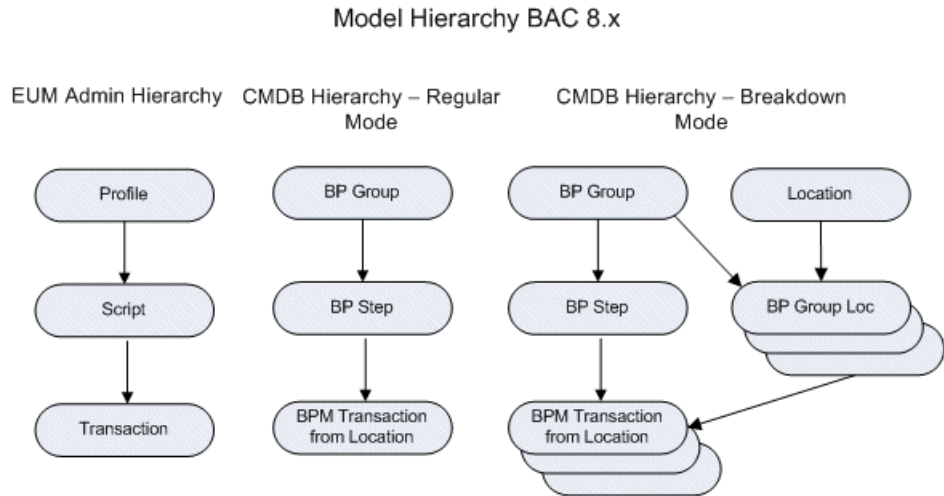 Model Hierarchy BAC 8.x
EUM Admin Hierarchy
CMDB Hierarchy – Regular
Mode
CMDB Hierarchy – Breakdown
Mode
Profile
Script
Transaction
BP Group
BP Step
BPM Transaction
from Location
BP Group
Location
BP Step
BP Group Loc
BPM Transaction
from Location